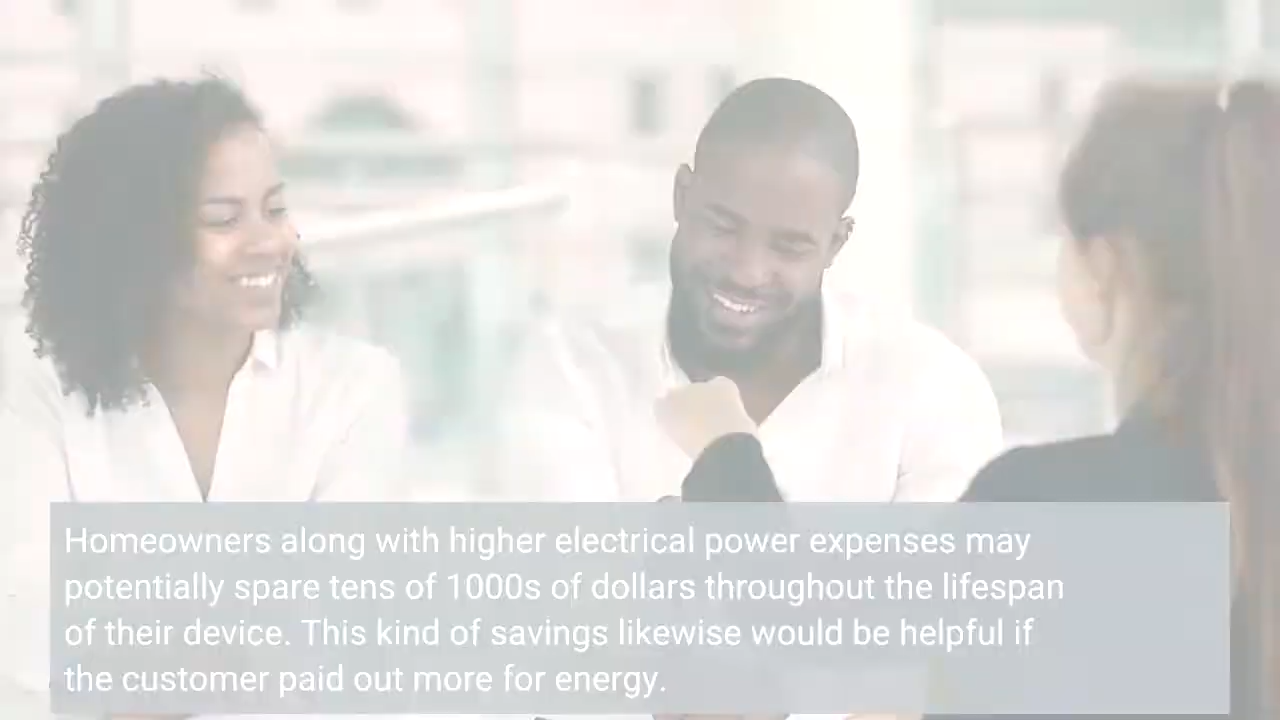 Homeowners along with higher electrical power expenses may
potentially spare tens of 1000s of dollars throughout the lifespan
of their device. This kind of savings likewise would be helpful if
the customer paid out more for energy.